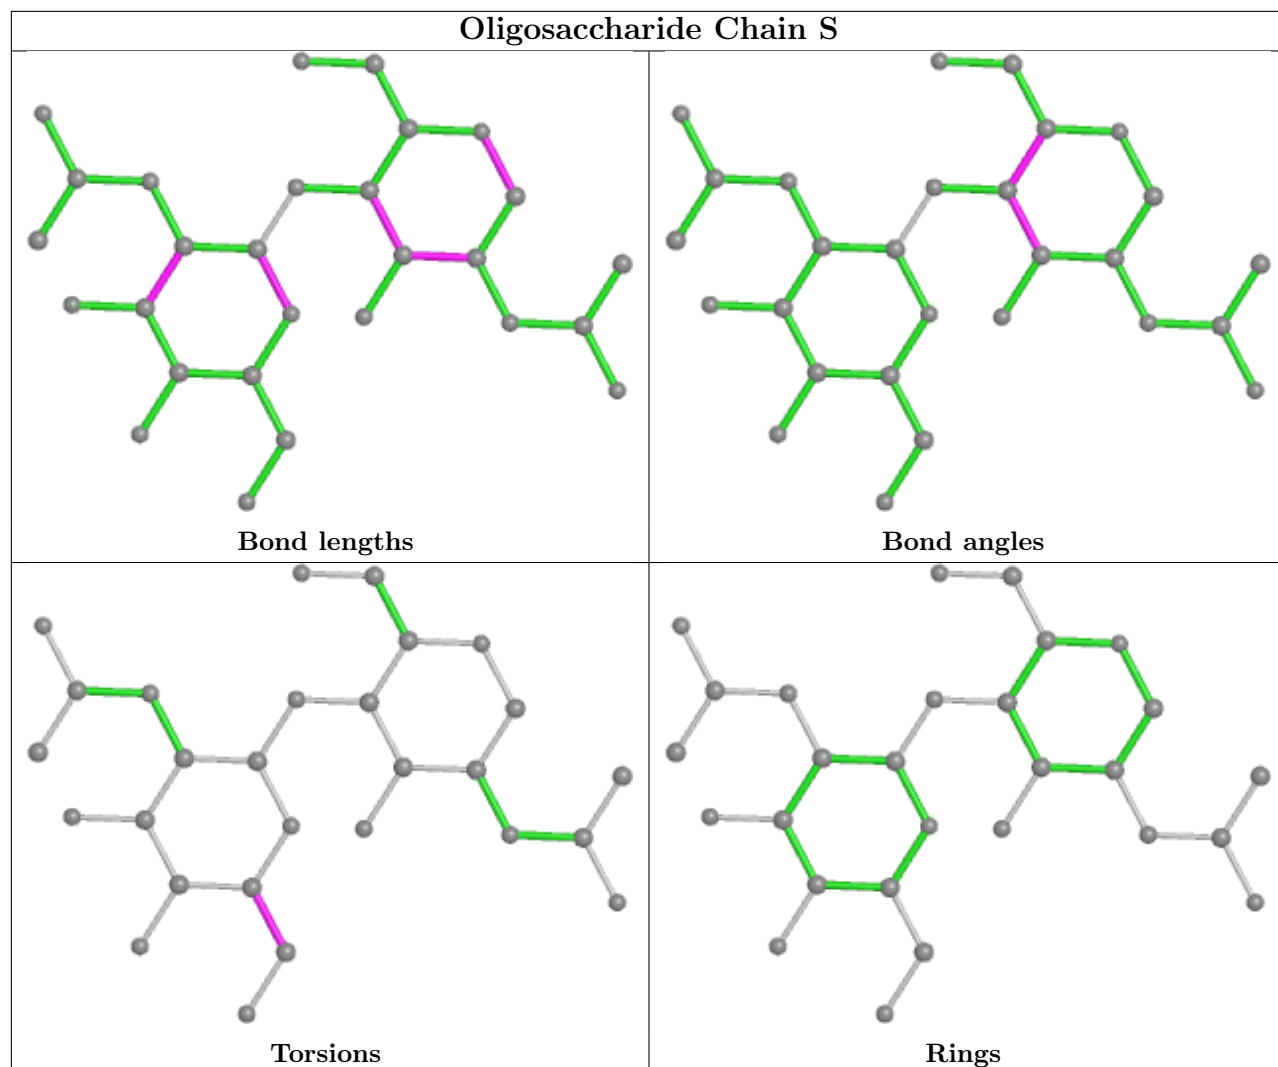 Oligosaccharide Chain S
Bond lengths
Bond angles
Torsions
Rings